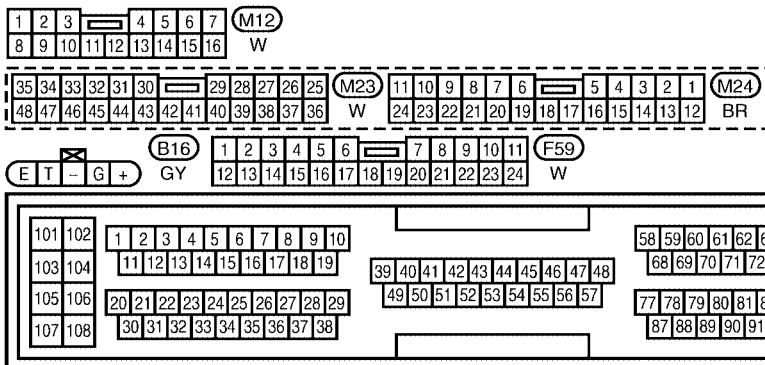 1 2 3 4 5 6 7 M12
8 9 10 11 12 13 14 15 16 W
35 34 33 32 31 30 29 28 27 26 25 M23
48 47 46 45 44 43 42 41 40 39 38 37 36 W
11 10 9 8 7 6 5 4 3 2 1 M24
24 23 22 21 20 19 18 17 16 15 14 13 12 BR
E T – G + B16
GY
1 2 3 4 5 6 7 8 9 10 11 F59
12 13 14 15 16 17 18 19 20 21 22 23 24 W
101 102
103 104
105 106
107 108
1 2 3 4 5 6 7 8 9 10
11 12 13 14 15 16 17 18 19
20 21 22 23 24 25 26 27 28 29
30 31 32 33 34 35 36 37 38
39 40 41 42 43 44 45 46 47 48
49 50 51 52 53 54 55 56 57
58 59 60 61 62
68 69 70 71 72
77 78 79 80 81
87 88 89 90 91